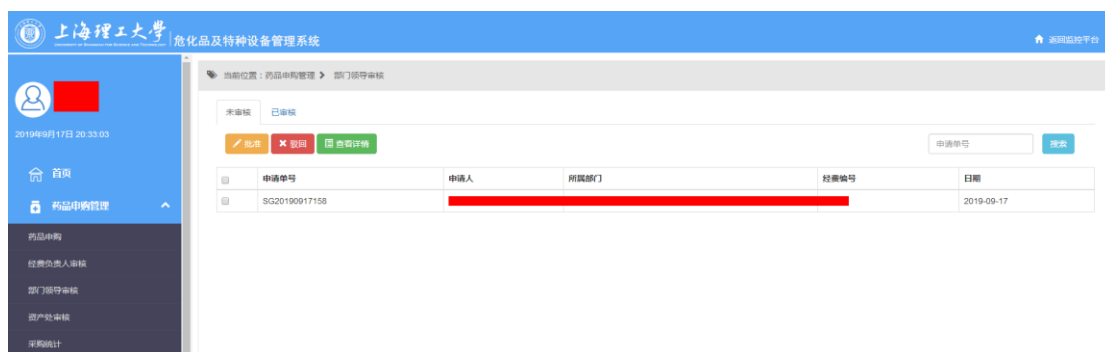 上海理工大学 危化品及特种设备管理系统
返回监控平台
当前位置：药品申购管理 部门领导审核
未审核 已审核
2019年9月17日 20:33:03
批准 驳回 查看详情 申请单号 搜索
首页
申请单号 申请人 所属部门 经费编号 日期
药品申购管理
SG20190917158 2019-09-17
药品申购
经费负责人审核
部门领导审核
资产处审核
采购统计